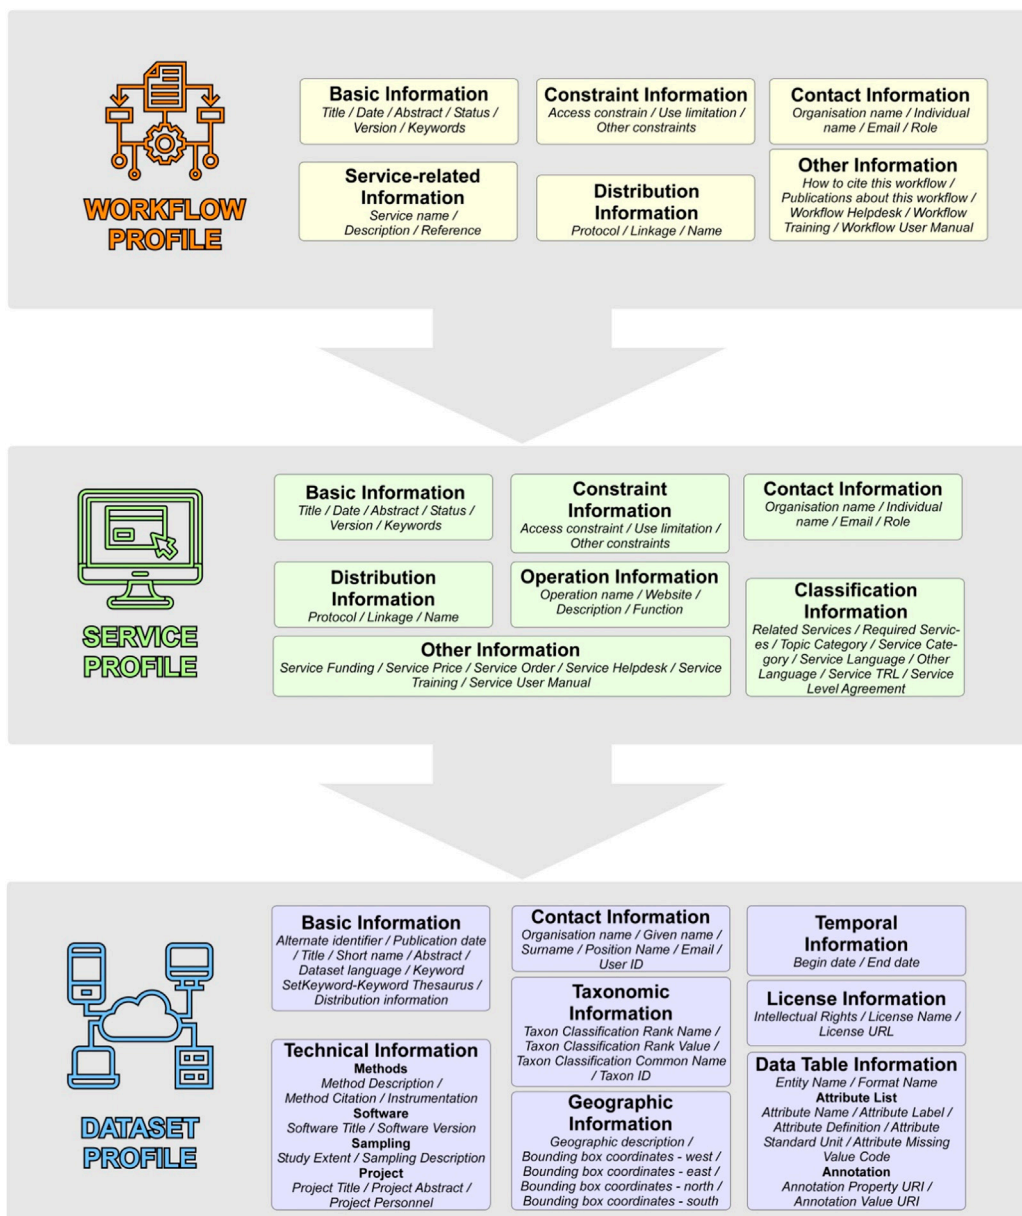 WORKFLOW
PROFILE
Basic Information
Title / Date / Abstract / Status /
Version / Keywords
Constraint Information
Access constrain / Use limitation /
Other constraints
Contact Information
Organisation name / Individual
name / Email / Role
Service-related
Information
Service name /
Description / Reference
Distribution
Information
Protocol / Linkage / Name
Other Information
How to cite this workflow /
Publications about this workflow /
Workflow Helpdesk / Workflow
Training / Workflow User Manual
SERVICE
PROFILE
Basic Information
Title / Date / Abstract / Status /
Version / Keywords
Constraint
Information
Access constraint / Use limitation /
Other constraints
Contact Information
Organisation name / Individual
name / Email / Role
Distribution
Information
Protocol / Linkage / Name
Operation Information
Operation name / Website /
Description / Function
Classification
Information
Related Services / Required Servic-
es / Topic Category / Service Cate-
gory / Service Language / Other
Language / Service TRL / Service
Level Agreement
Other Information
Service Funding / Service Price / Service Order / Service Helpdesk / Service
Training / Service User Manual
DATASET
PROFILE
Basic Information
Alternate identifier / Publication date
/ Title / Short name / Abstract /
Dataset language / Keyword
SetKeyword-Keyword Thesaurus /
Distribution information
Technical Information
Methods
Method Description /
Method Citation / Instrumentation
Software
Software Title / Software Version
Sampling
Study Extent / Sampling Description
Project
Project Title / Project Abstract /
Project Personnel
Contact Information
Organisation name / Given name /
Surname / Position Name / Email /
User ID
Taxonomic
Information
Taxon Classification Rank Name /
Taxon Classification Rank Value /
Taxon Classification Common Name
/ Taxon ID
Geographic
Information
Geographic description /
Bounding box coordinates - west /
Bounding box coordinates - east /
Bounding box coordinates - north /
Bounding box coordinates - south
Temporal
Information
Begin date / End date
License Information
Intellectual Rights / License Name /
License URL
Data Table Information
Entity Name / Format Name
Attribute List
Attribute Name / Attribute Label /
Attribute Definition / Attribute
Standard Unit / Attribute Missing
Value Code
Annotation
Annotation Property URI /
Annotation Value URI